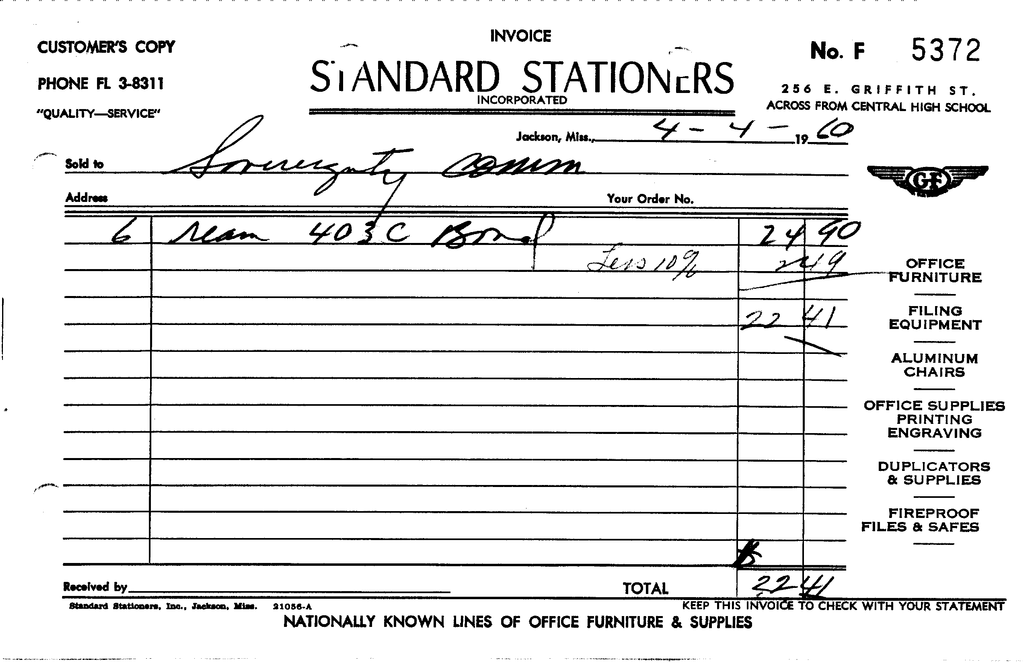 INVOICE
CUSTOMER'S COPY
No. F 5372
PHONE FL 3-8311
STANDARD STATIONERS
INCORPORATED
256 E. GRIFFITH ST.
ACROSS FROM CENTRAL HIGH SCHOOL
"QUALITY—SERVICE"
Jackson, Miss., 4-4-1960
Sold to Sovereignty Comm
GF
Address Your Order No.
6 ream 403C Bond 24 90
Less 10% 2 49
22 41
OFFICE
FURNITURE
FILING
EQUIPMENT
ALUMINUM
CHAIRS
OFFICE SUPPLIES
PRINTING
ENGRAVING
DUPLICATORS
& SUPPLIES
FIREPROOF
FILES & SAFES
Received by TOTAL 22 41
Standard Stationers, Inc., Jackson, Miss. 21056-A KEEP THIS INVOICE TO CHECK WITH YOUR STATEMENT
NATIONALLY KNOWN LINES OF OFFICE FURNITURE & SUPPLIES